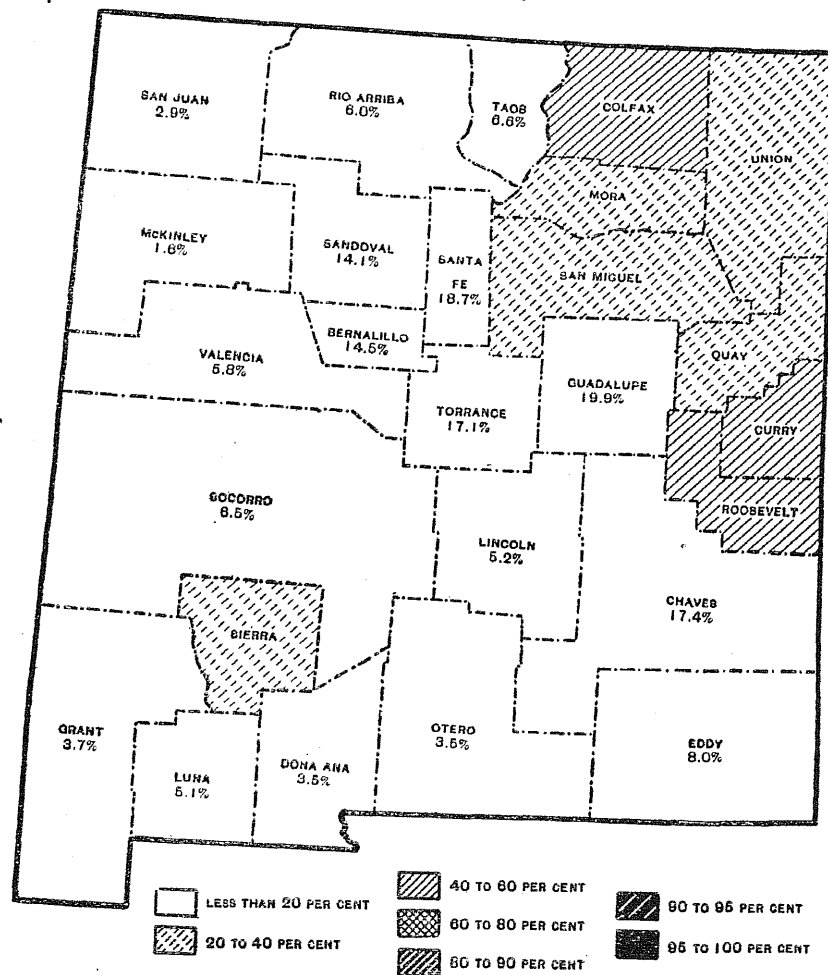 SAN JUAN
2.9%
RIO ARRIBA
6.0%
TAOS
6.6%
COLFAX
UNION
MORA
McKINLEY
1.6%
SANDOVAL
14.1%
SANTA
FE
18.7%
SAN MIGUEL
BERNALILLO
14.5%
VALENCIA
5.8%
QUAY
GUADALUPE
19.9%
TORRANCE
17.1%
CURRY
SOCORRO
6.5%
ROOSEVELT
LINCOLN
5.2%
CHAVES
17.4%
SIERRA
GRANT
3.7%
OTERO
3.5%
EDDY
8.0%
LUNA
5.1%
DONA ANA
3.5%
LESS THAN 20 PER CENT
20 TO 40 PER CENT
40 TO 60 PER CENT
60 TO 80 PER CENT
80 TO 90 PER CENT
90 TO 95 PER CENT
95 TO 100 PER CENT